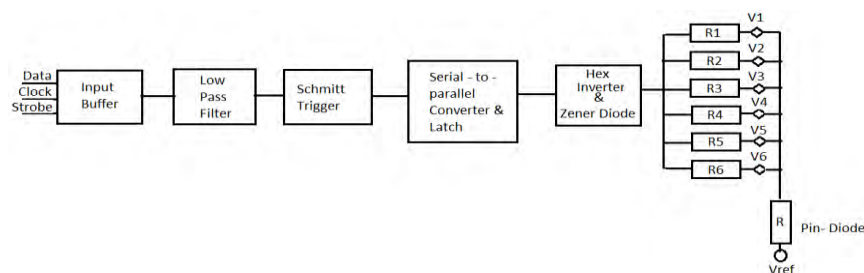 Data
Clock
Strobe
Input
Buffer
Low
Pass
Filter
Schmitt
Trigger
Serial - to -
parallel
Converter &
Latch
Hex
Inverter
&
Zener Diode
R1
V1
R2
V2
R3
V3
R4
V4
R5
V5
R6
V6
R
Pin- Diode
Vref